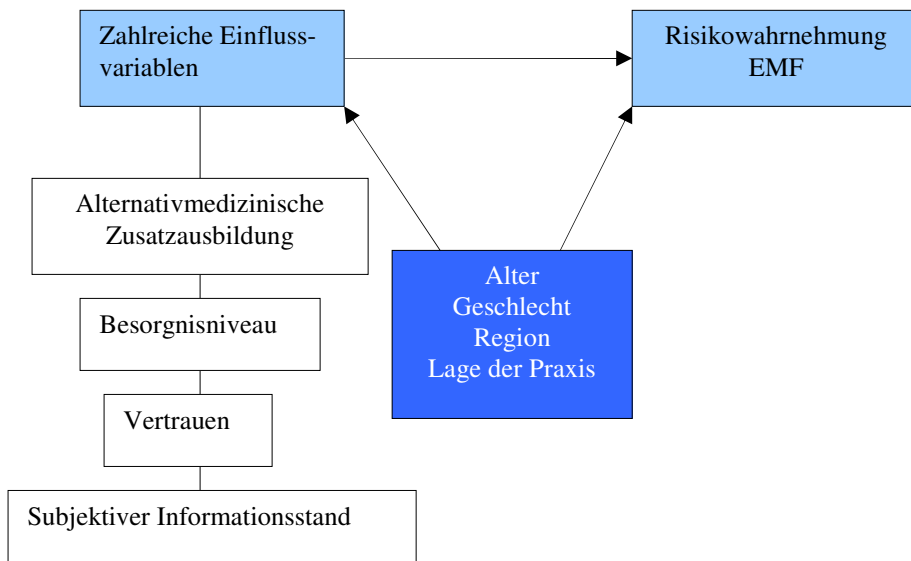 Zahlreiche Einfluss-
variablen
Risikowahrnehmung
EMF
Alternativmedizinische
Zusatzausbildung
Besorgnisniveau
Vertrauen
Subjektiver Informationsstand
Alter
Geschlecht
Region
Lage der Praxis